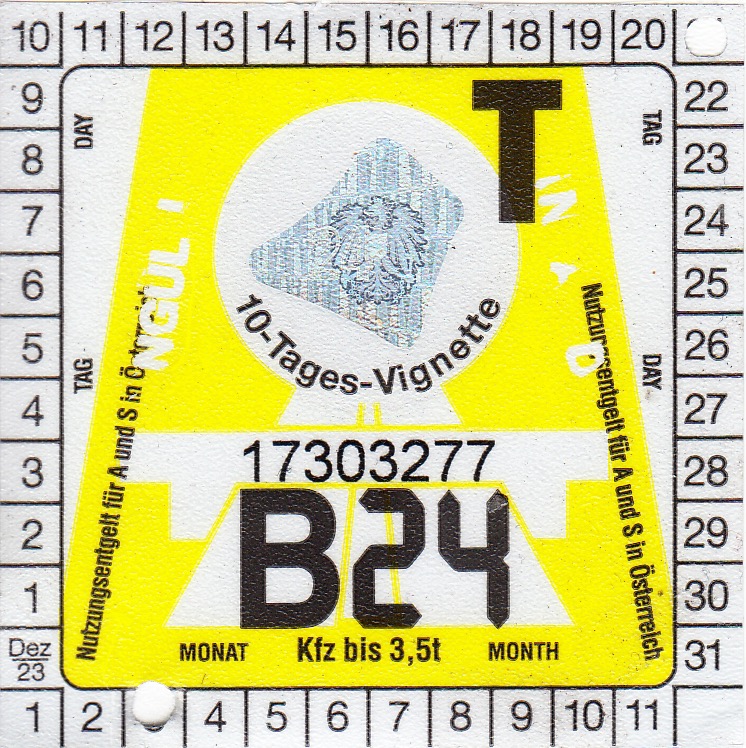 10 11 12 13 14 15 16 17 18 19 20
9 22
8 23
7 24
6 25
5 26
4 27
3 28
2 29
1 30
Dez 31
23
1 2 4 5 6 7 8 9 10 11
DAY
TAG
T
TAG
DAY
10-Tages-Vignette
17303277
B24
MONAT Kfz bis 3,5t MONTH
Nutzungsentgelt für A und S in
Nutzungsentgelt für A und S in Österreich